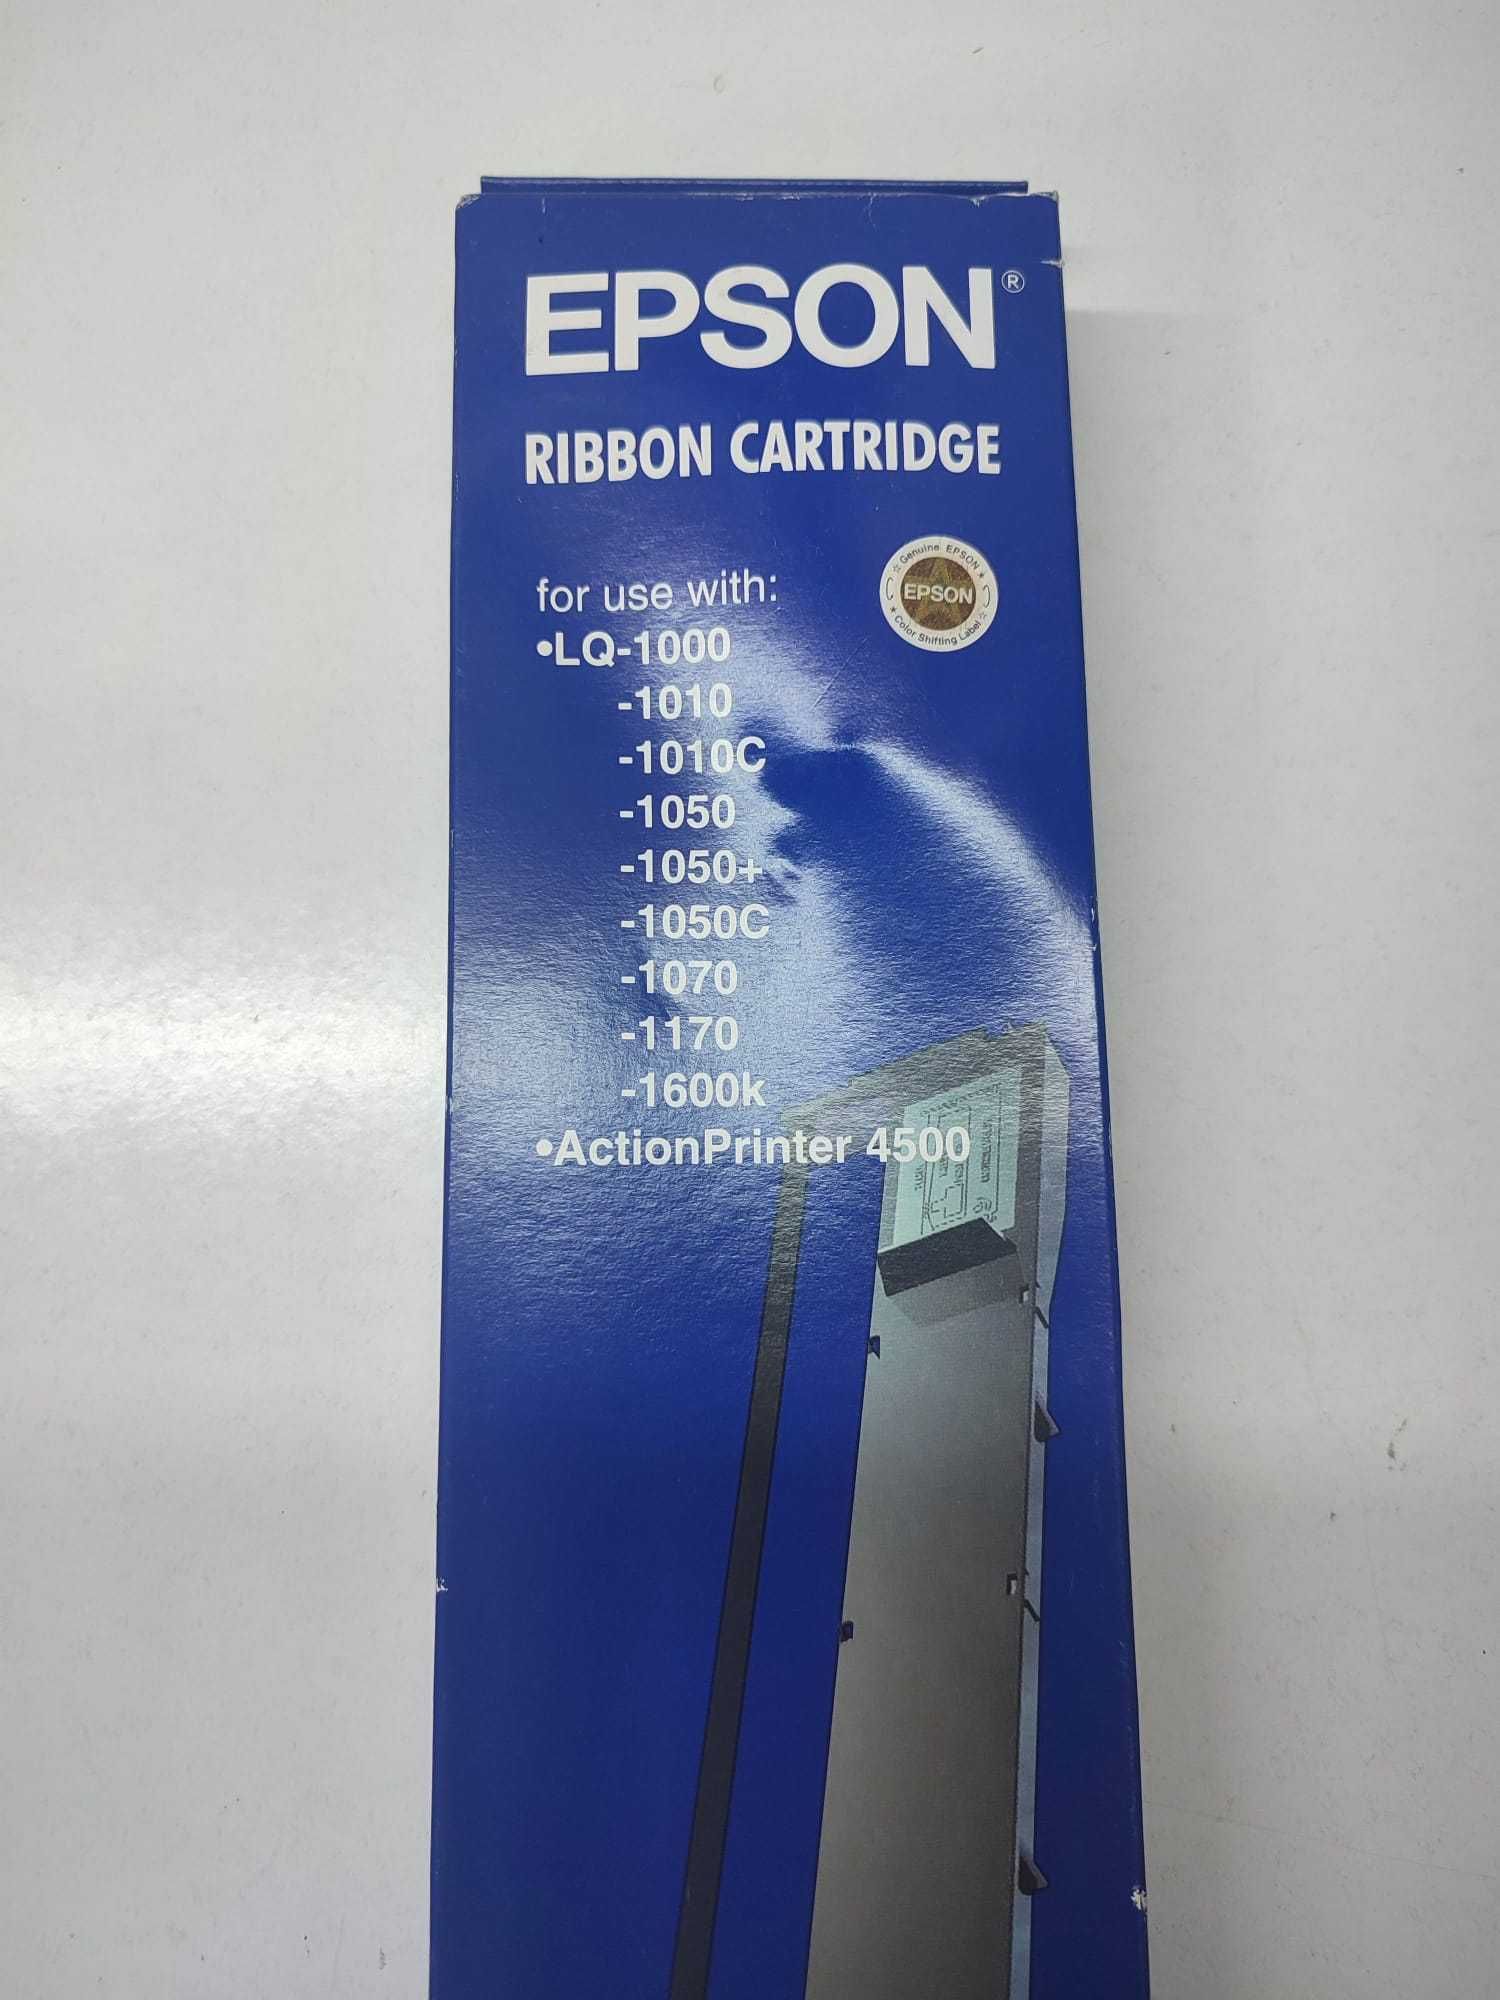 EPSON®
RIBBON CARTRIDGE
Genuine EPSON
EPSON
Color Shifting Label
for use with:
•LQ-1000
-1010
-1010C
-1050
-1050+
-1050C
-1070
-1170
-1600k
•ActionPrinter 4500